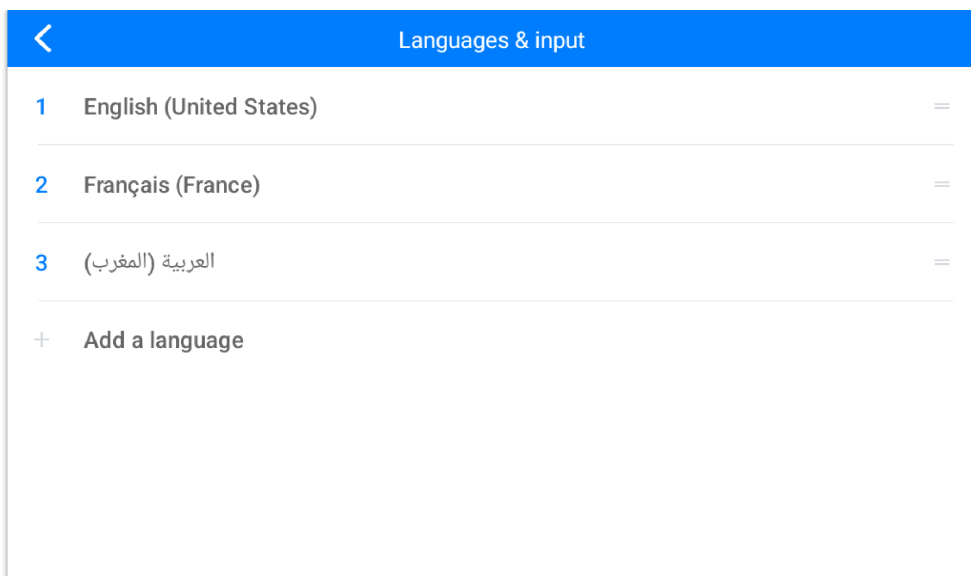 Languages & input
1 English (United States)
2 Français (France)
3 العربية (المغرب)
+ Add a language